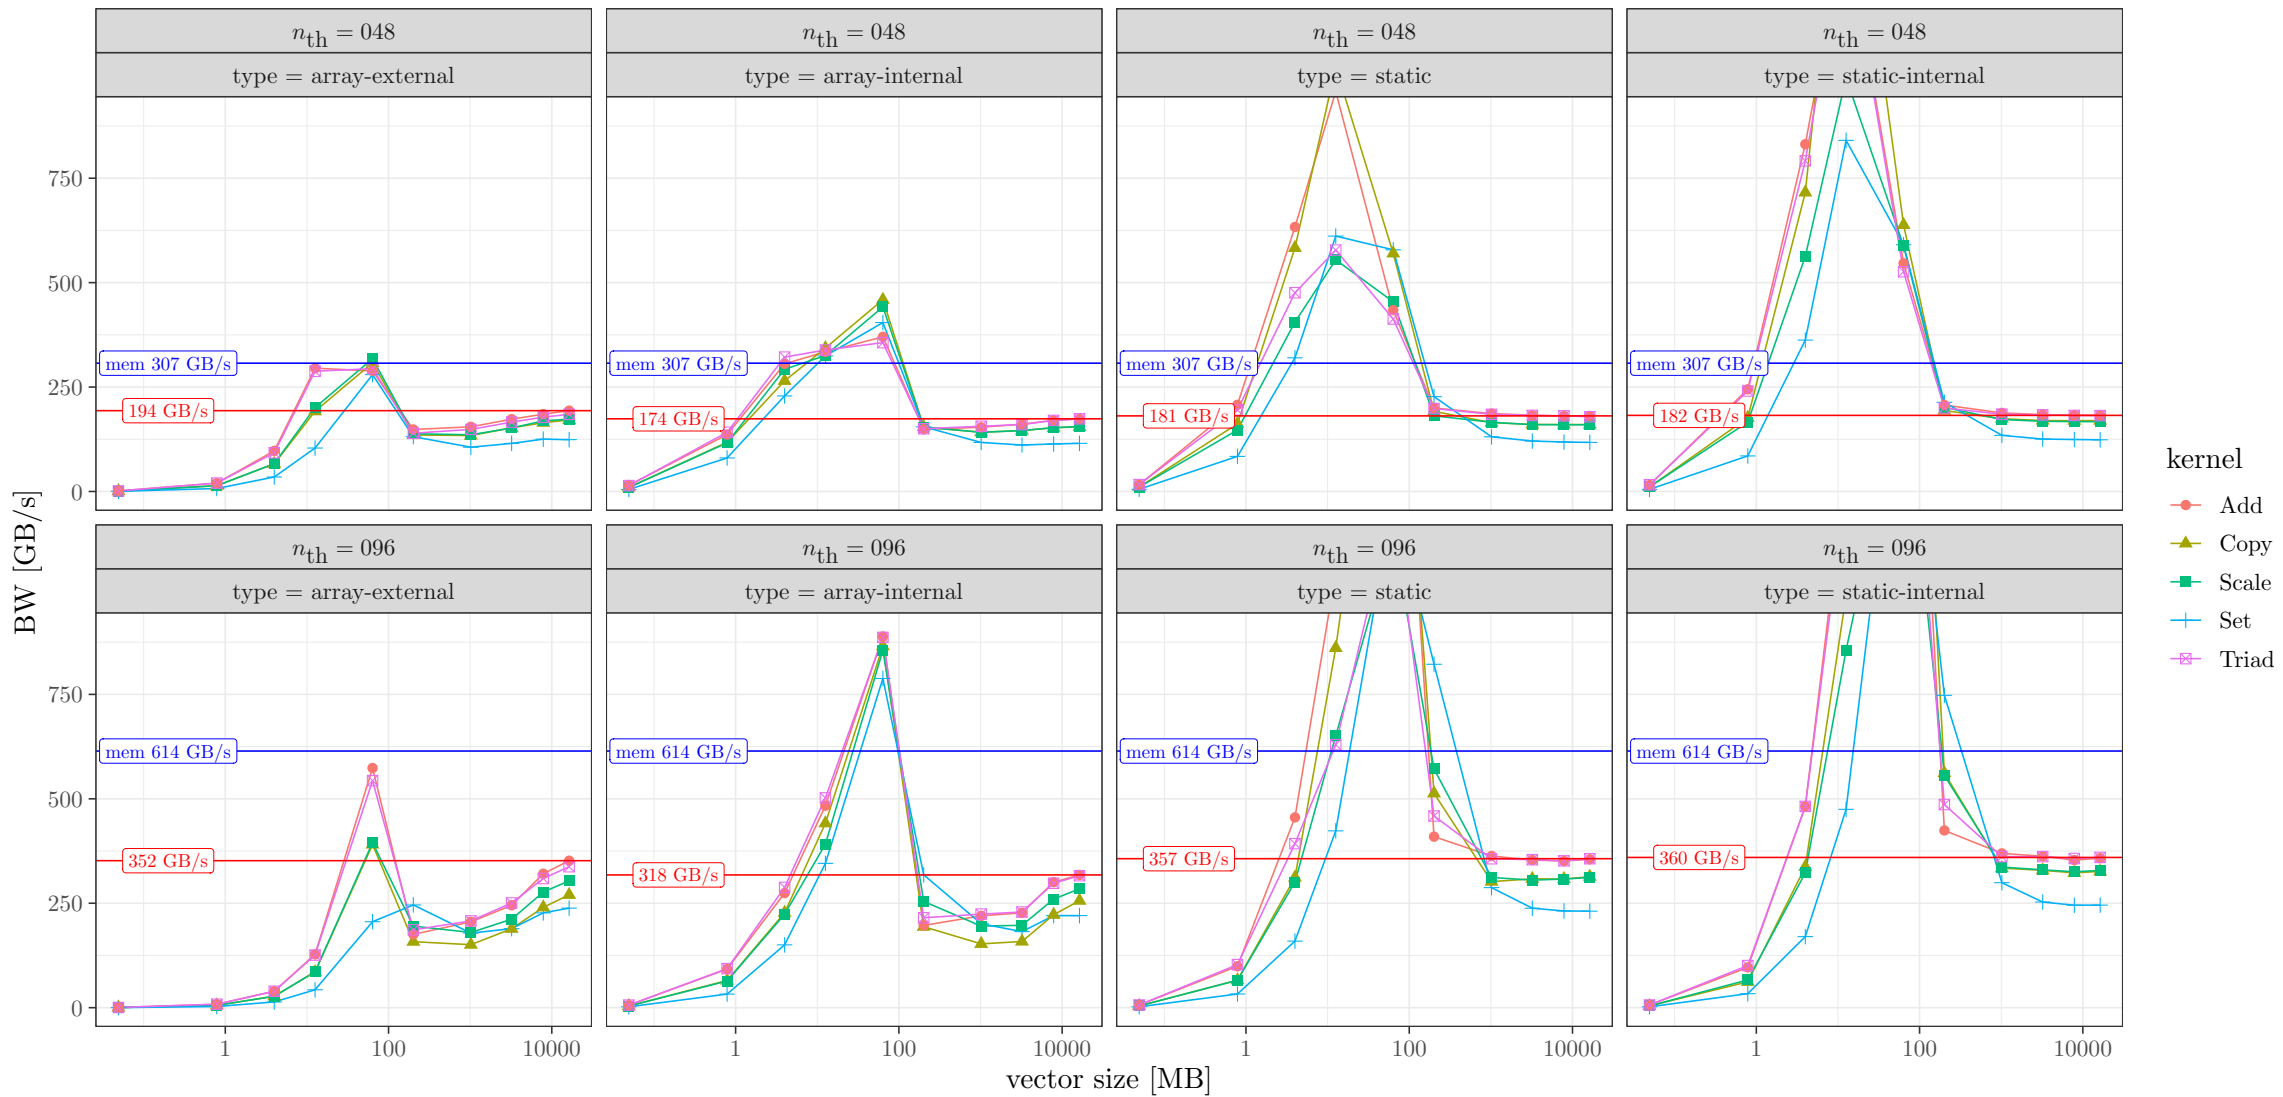 n_th = 048
n_th = 048
n_th = 048
n_th = 048
type = array-external
type = array-internal
type = static
type = static-internal
750
500
250
0
mem 307 GB/s
194 GB/s
mem 307 GB/s
174 GB/s
mem 307 GB/s
181 GB/s
mem 307 GB/s
182 GB/s
n_th = 096
n_th = 096
n_th = 096
n_th = 096
type = array-external
type = array-internal
type = static
type = static-internal
750
500
250
0
mem 614 GB/s
352 GB/s
mem 614 GB/s
318 GB/s
mem 614 GB/s
357 GB/s
mem 614 GB/s
360 GB/s
1 100 10000
1 100 10000
1 100 10000
1 100 10000
vector size [MB]
BW [GB/s]
kernel
Add
Copy
Scale
Set
Triad